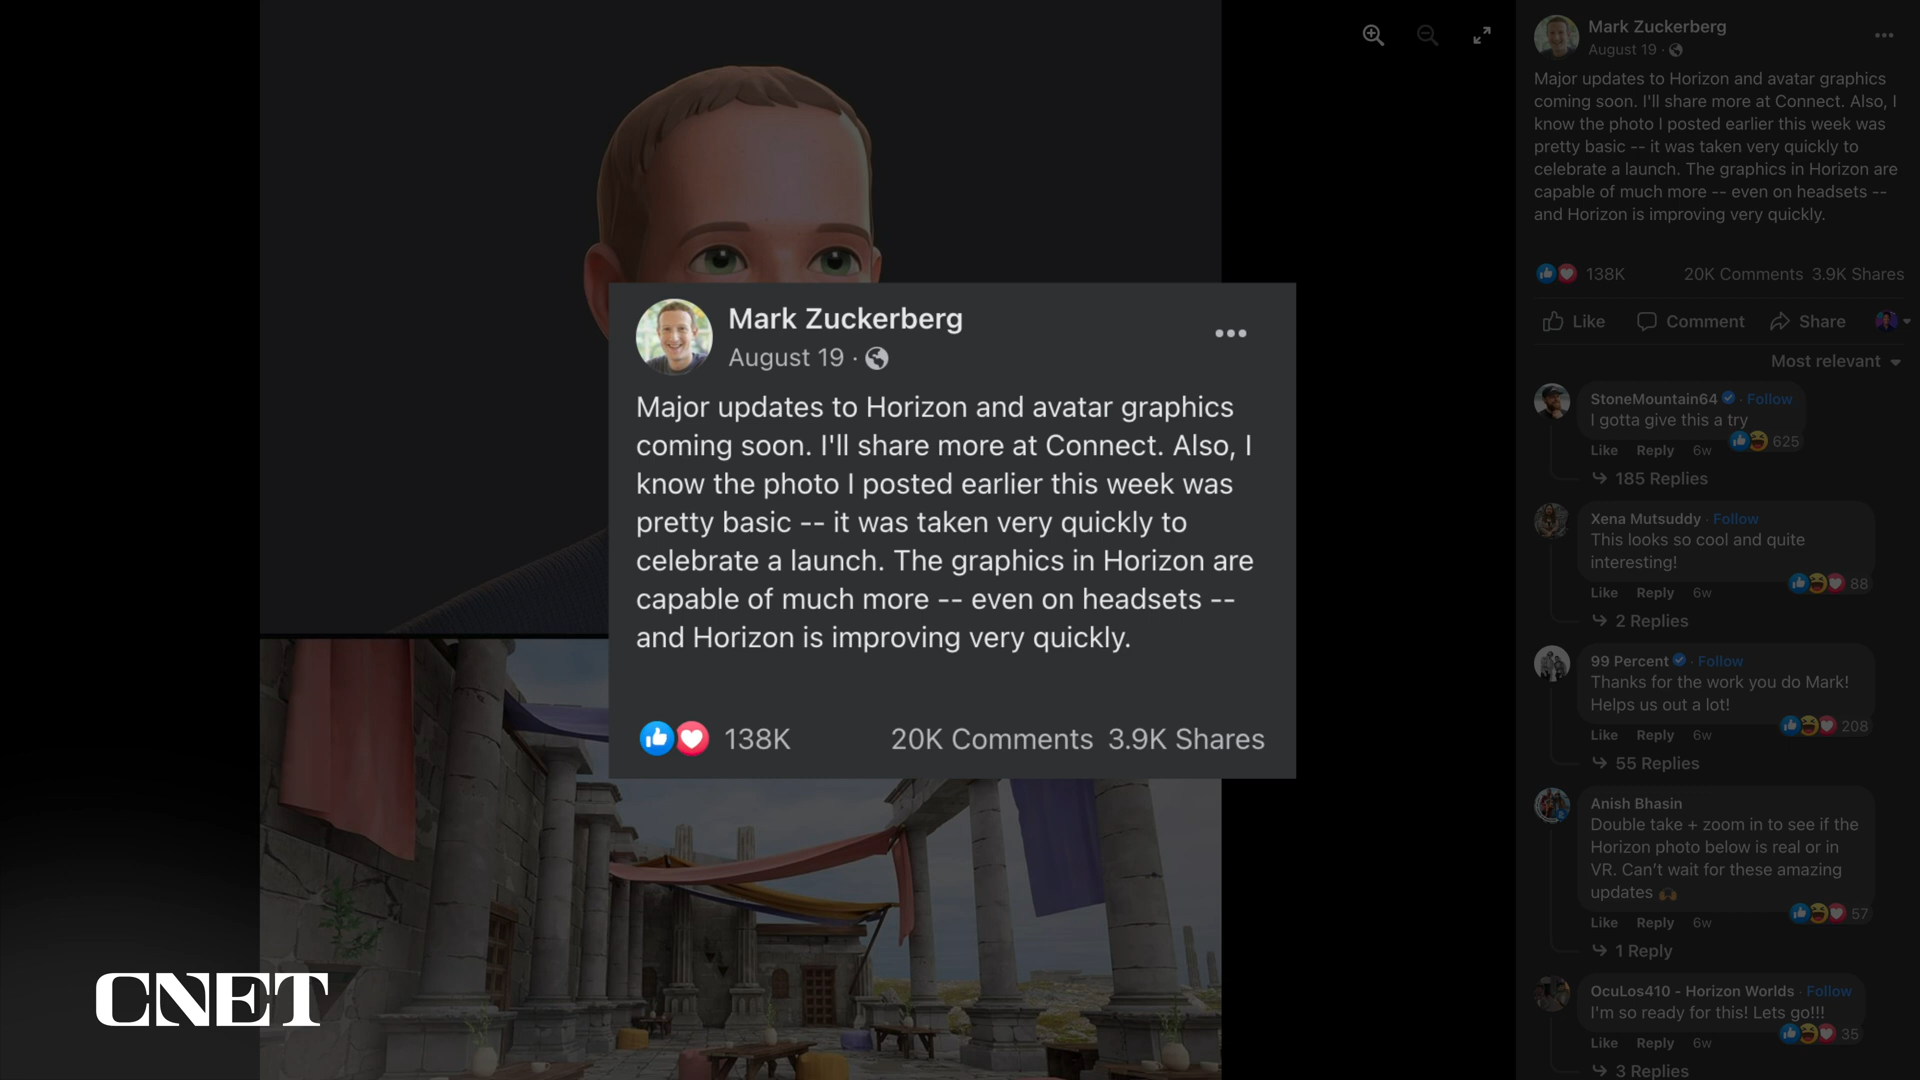 Mark Zuckerberg
August 19 ·
Major updates to Horizon and avatar graphics
coming soon. I'll share more at Connect. Also, I
know the photo I posted earlier this week was
pretty basic -- it was taken very quickly to
celebrate a launch. The graphics in Horizon are
capable of much more -- even on headsets --
and Horizon is improving very quickly.
138K 20K Comments 3.9K Shares
CNET
Mark Zuckerberg
August 19 ·
Major updates to Horizon and avatar graphics
coming soon. I'll share more at Connect. Also, I
know the photo I posted earlier this week was
pretty basic -- it was taken very quickly to
celebrate a launch. The graphics in Horizon are
capable of much more -- even on headsets --
and Horizon is improving very quickly.
138K 20K Comments 3.9K Shares
Like Comment Share
Most relevant
StoneMountain64 · Follow
I gotta give this a try
625
Like Reply 6w
185 Replies
Xena Mutsuddy · Follow
This looks so cool and quite
interesting!
88
Like Reply 6w
2 Replies
99 Percent · Follow
Thanks for the work you do Mark!
Helps us out a lot!
208
Like Reply 6w
55 Replies
Anish Bhasin
Double take + zoom in to see if the
Horizon photo below is real or in
VR. Can't wait for these amazing
updates
57
Like Reply 6w
1 Reply
OcuLos410 - Horizon Worlds · Follow
I'm so ready for this! Lets go!!!
35
Like Reply 6w
3 Replies